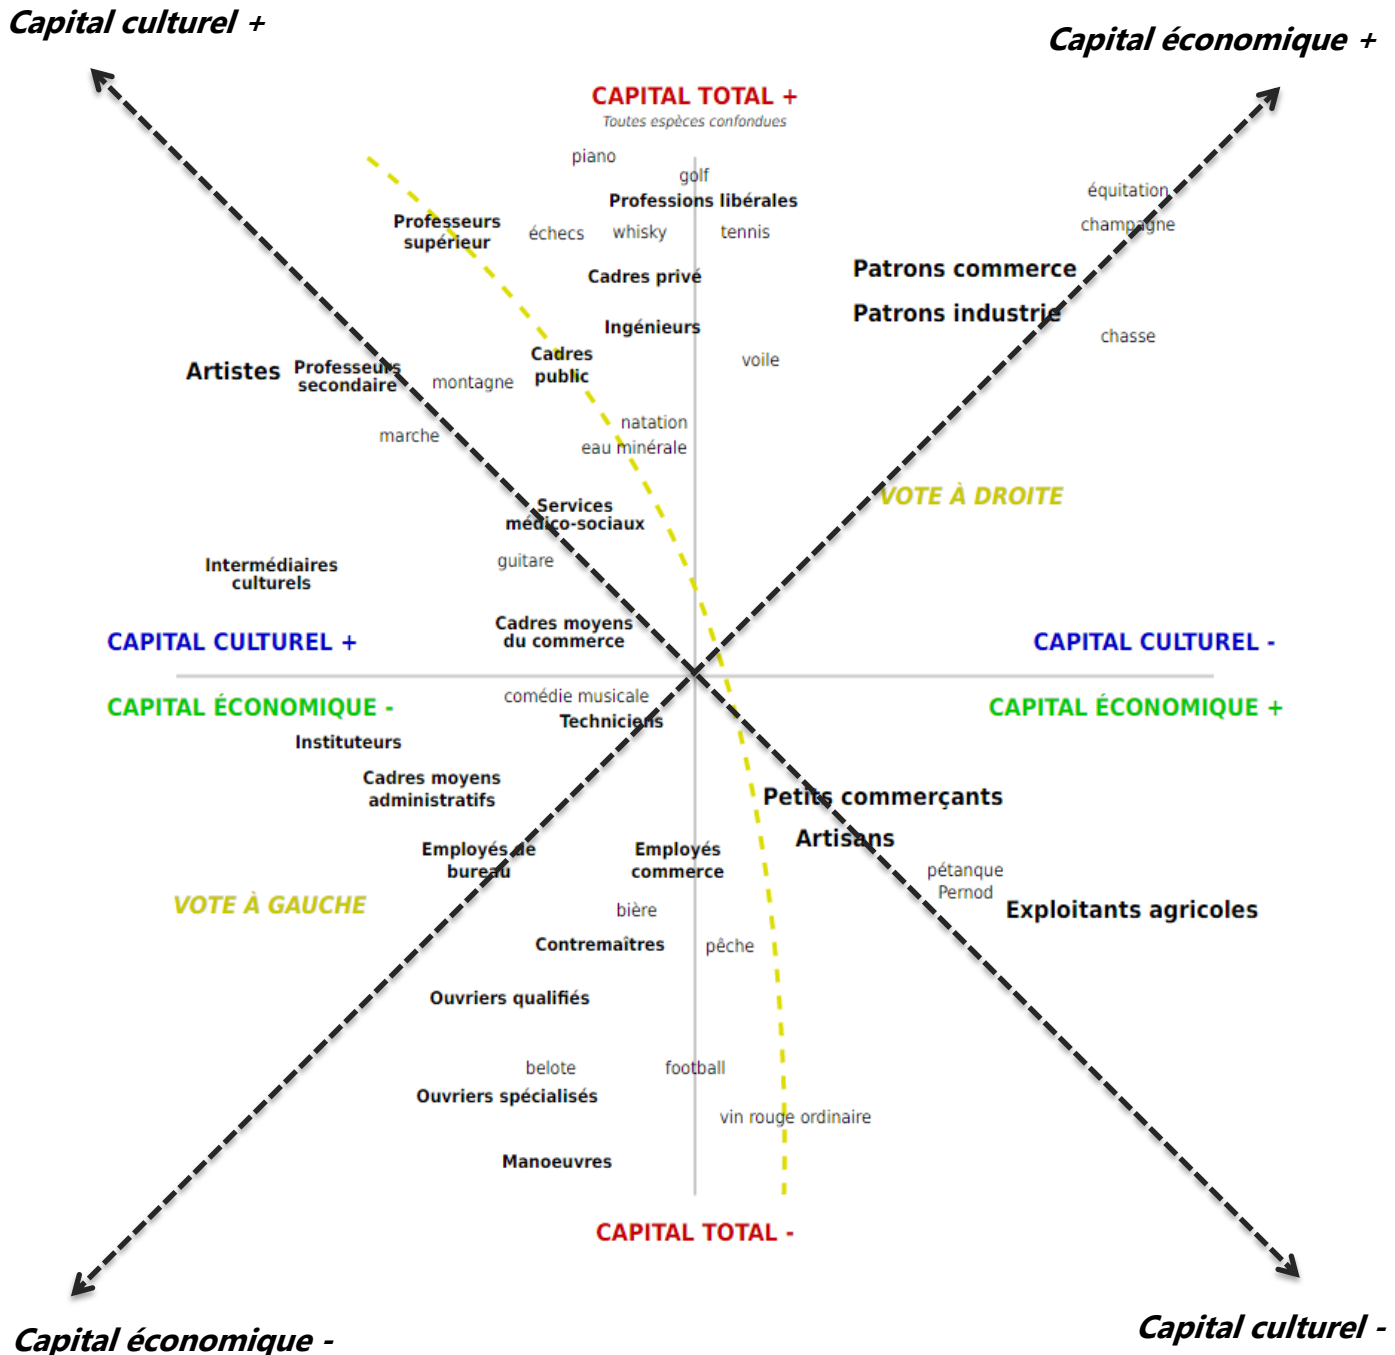 Capital culturel +
Capital économique +
CAPITAL TOTAL +
Toutes espèces confondues
piano
golf
équitation
Professions libérales
Professeurs
supérieur
échecs
whisky
tennis
champagne
Patrons commerce
Cadres privé
Patrons industrie
Ingénieurs
chasse
Cadres
public
voile
Artistes
Professeurs
secondaire
montagne
natation
marche
eau minérale
VOTE À DROITE
Services
médico-sociaux
guitare
Intermédiaires
culturels
Cadres moyens
du commerce
CAPITAL CULTUREL +
CAPITAL CULTUREL -
comédie musicale
CAPITAL ÉCONOMIQUE -
CAPITAL ÉCONOMIQUE +
Techniciens
Instituteurs
Cadres moyens
administratifs
Petits commerçants
Artisans
Employés de
bureau
Employés
commerce
pétanque
Pernod
VOTE À GAUCHE
bière
Exploitants agricoles
Contremaîtres
pêche
Ouvriers qualifiés
belote
football
Ouvriers spécialisés
vin rouge ordinaire
Manoeuvres
CAPITAL TOTAL -
Capital économique -
Capital culturel -